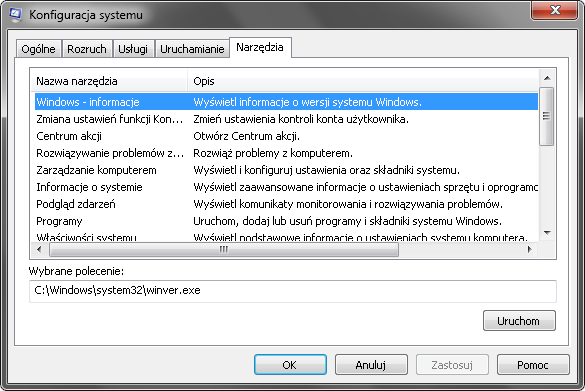 Konfiguracja systemu
Ogólne Rozruch Usługi Uruchamianie Narzędzia
Nazwa narzędzia Opis
Windows - informacje Wyświetl informacje o wersji systemu Windows.
Zmiana ustawień funkcji Kon... Zmień ustawienia kontroli konta użytkownika.
Centrum akcji Otwórz Centrum akcji.
Rozwiązywanie problemów z... Rozwiąż problemy z komputerem.
Zarządzanie komputerem Wyświetl i konfiguruj ustawienia oraz składniki systemu.
Informacje o systemie Wyświetl zaawansowane informacje o ustawieniach sprzętu i oprogramo
Podgląd zdarzeń Wyświetl komunikaty monitorowania i rozwiązywania problemów.
Programy Uruchom, dodaj lub usuń programy i składniki systemu Windows.
Właściwości systemu Wyświetl podstawowe informacje o ustawieniach systemu komputera.
Wybrane polecenie:
C:\Windows\system32\winver.exe
Uruchom
OK Anuluj Zastosuj Pomoc